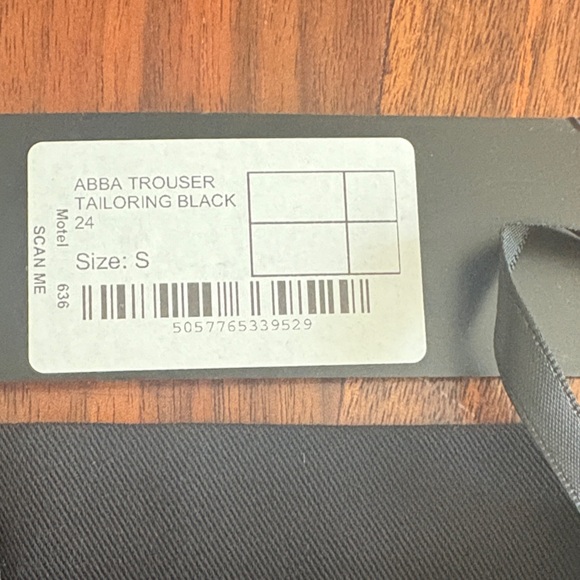 ABBA TROUSER
TAILORING BLACK
24
Size: S
5057765339529
Motel 636
SCAN ME